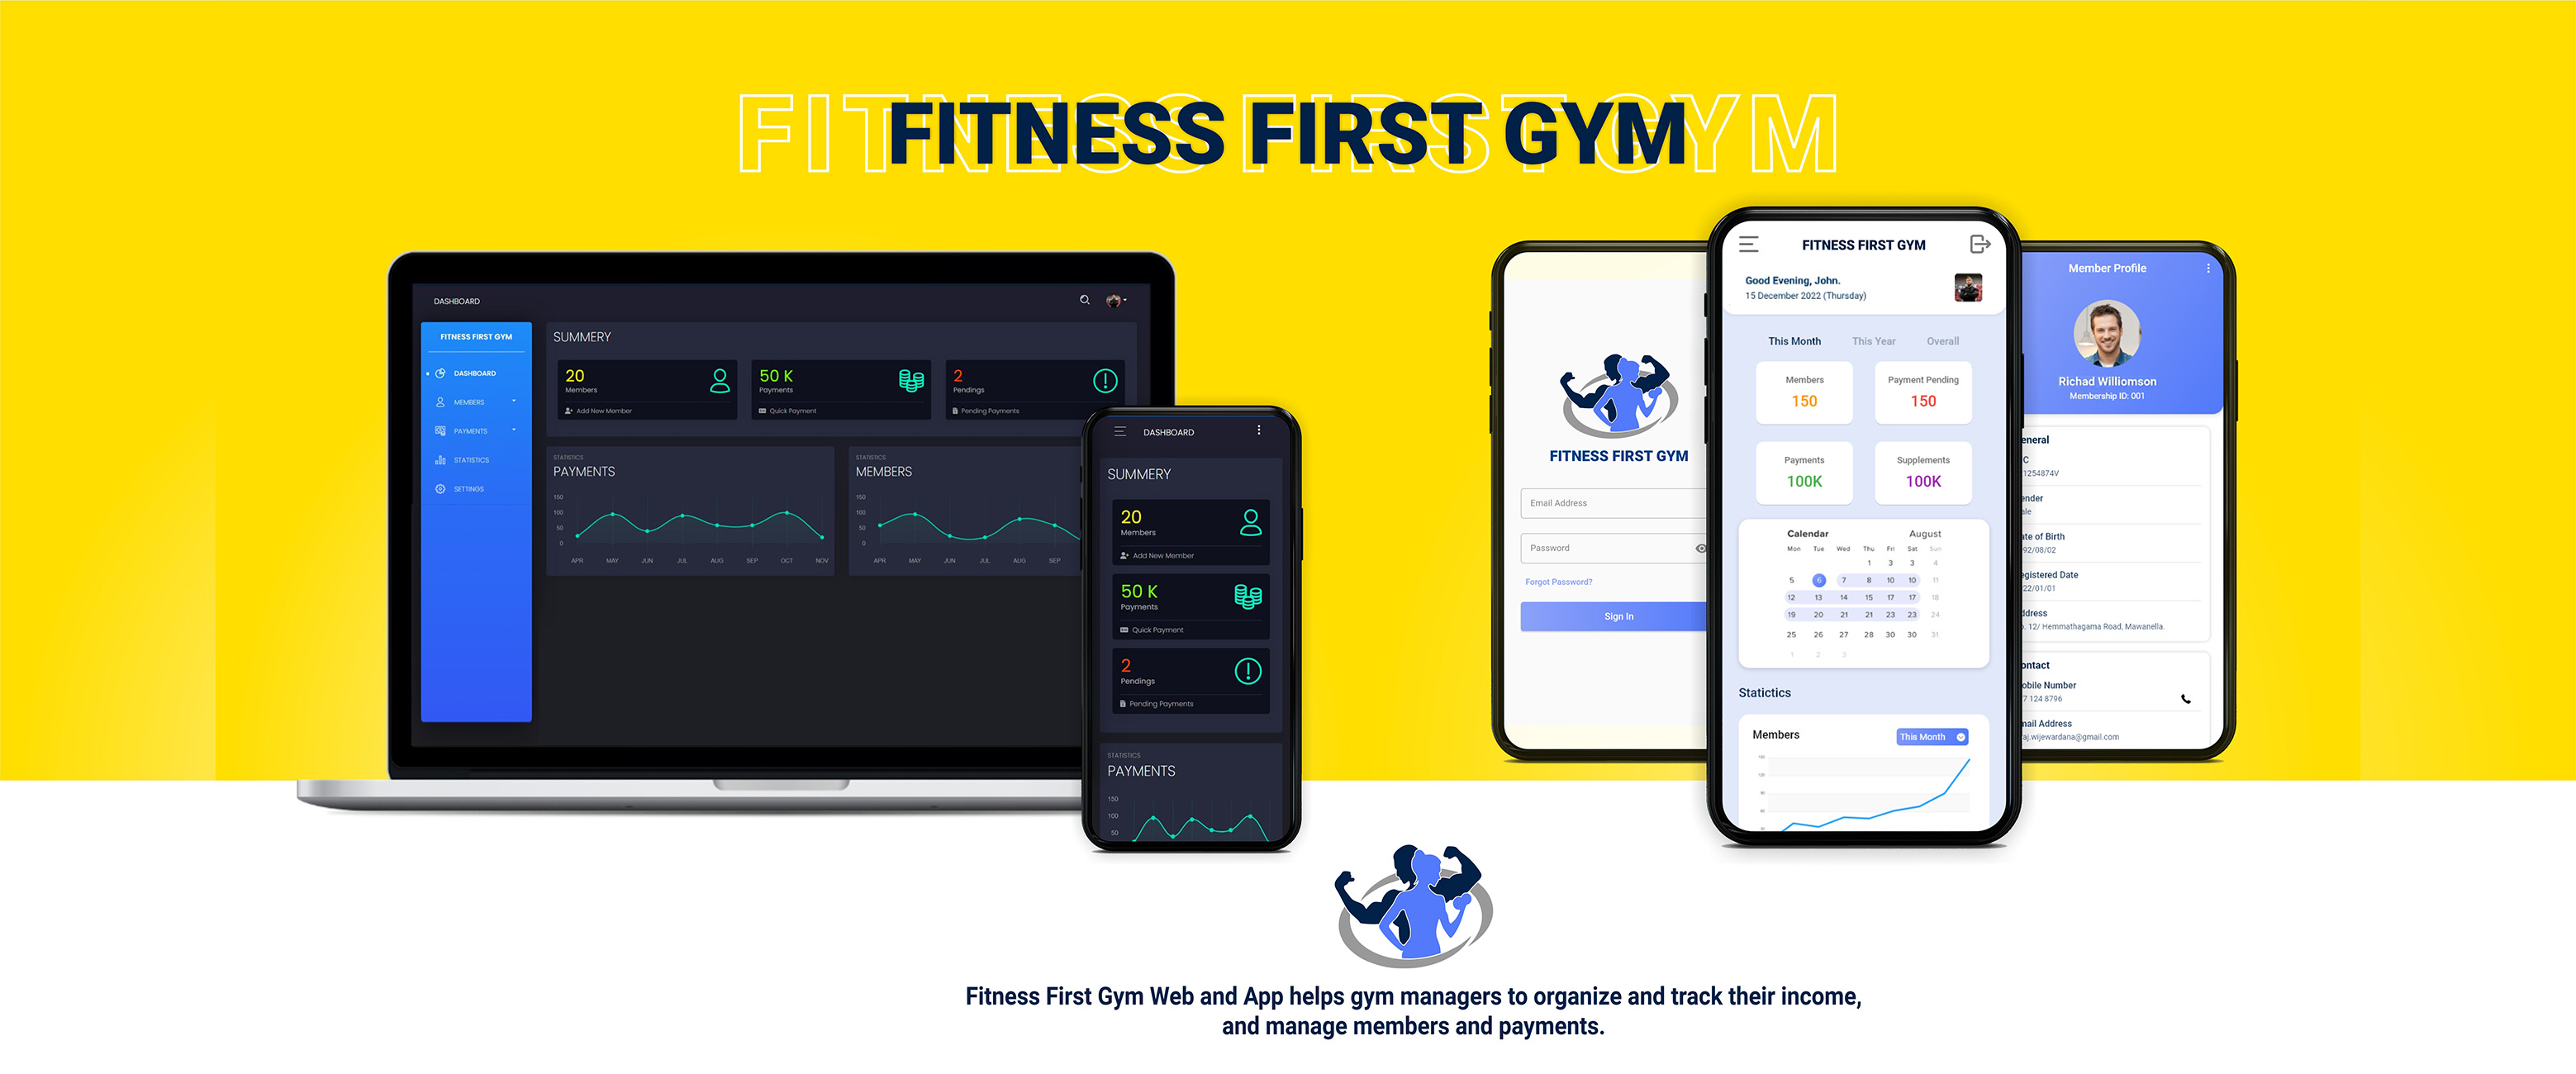 FITNESS FIRST GYM
FITNESS FIRST GYM
DASHBOARD
FITNESS FIRST GYM
DASHBOARD
MEMBERS
PAYMENTS
STATISTICS
SETTINGS
SUMMERY
20
Members
Add New Member
50 K
Payments
Quick Payment
2
Pendings
Pending Payments
STATISTICS
PAYMENTS
150
100
50
0
APR MAY JUN JUL AUG SEP OCT NOV
STATISTICS
MEMBERS
150
100
50
0
APR MAY JUN JUL AUG SEP
DASHBOARD
SUMMERY
20
Members
Add New Member
50 K
Payments
Quick Payment
2
Pendings
Pending Payments
STATISTICS
PAYMENTS
150
100
50
FITNESS FIRST GYM
Email Address
Password
Forgot Password?
Sign In
FITNESS FIRST GYM
Good Evening, John.
15 December 2022 (Thursday)
This Month This Year Overall
Members
150
Payment Pending
150
Payments
100K
Supplements
100K
Calendar August
Mon Tue Wed Thu Fri Sat Sun
1 3 3 4
5 6 7 8 10 10 11
12 13 14 15 17 17 18
19 20 21 21 23 23 24
25 26 27 28 30 30 31
1 2 3
Statictics
Members
This Month
Member Profile
Richad Williomson
Membership ID: 001
eneral
C
1254874V
ender
ale
ate of Birth
92/08/02
egistered Date
22/01/01
ddress
. 12/ Hemmathagama Road, Mawanella.
ontact
obile Number
7 124 8796
mail Address
aj.wijewardana@gmail.com
Fitness First Gym Web and App helps gym managers to organize and track their income,
and manage members and payments.